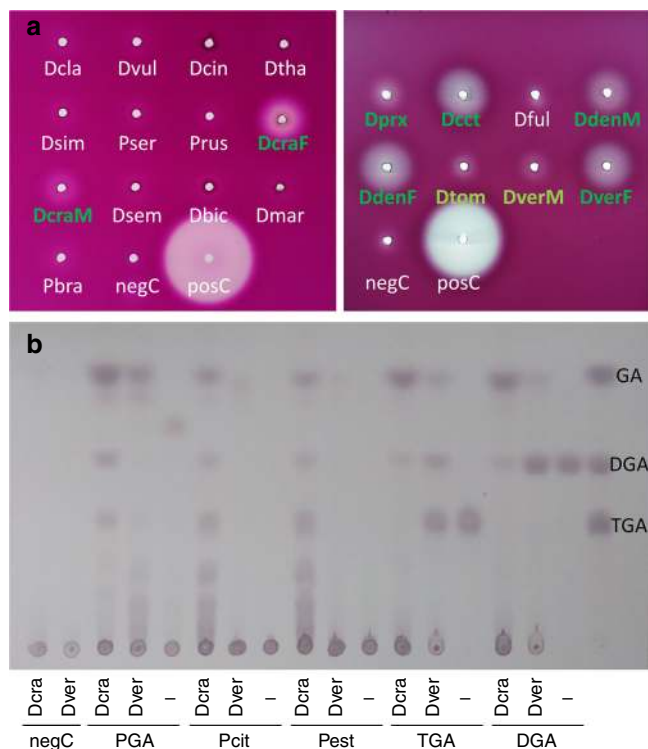 a
Dcla Dvul Dcin Dtha
Dsim Pser Prus DcraF
DcraM Dsem Dbic Dmar
Pbra negC posC
Dprx Dcct Dful DdenM
DdenF Dtom DverM DverF
negC posC
b
GA
DGA
TGA
Dcra Dver – Dcra Dver – Dcra Dver – Dcra Dver – Dcra Dver –
negC PGA Pcit Pest TGA DGA